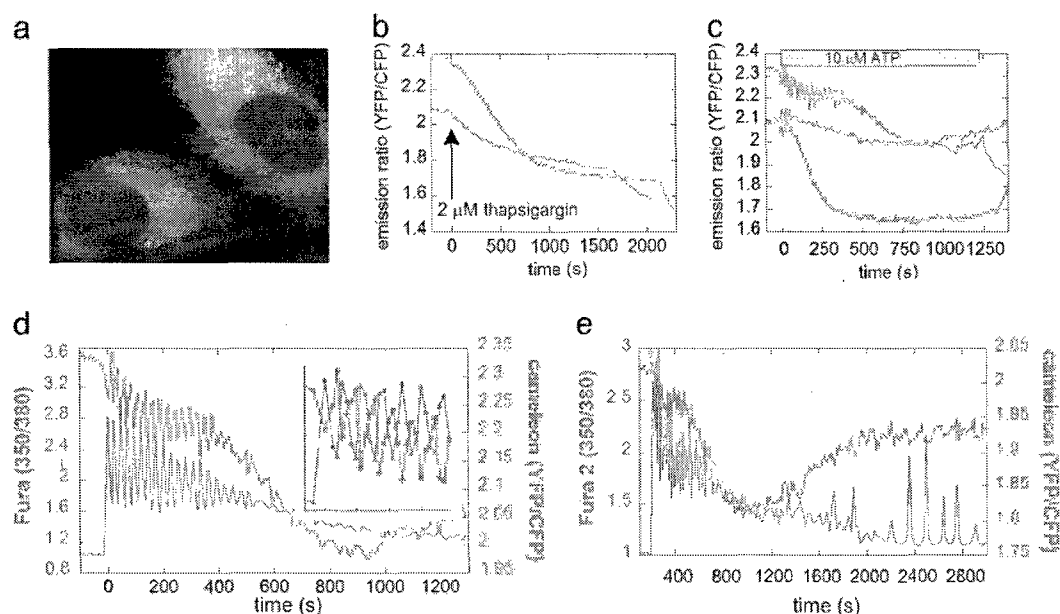 a
b
emission ratio (YFP/CFP)
2.4
2.2
2
1.8
1.6
1.4
2 µM thapsigargin
0 500 1000 1500 2000
time (s)
c
emission ratio (YFP/CFP)
10 µM ATP
2.4
2.3
2.2
2.1
2
1.9
1.8
1.7
1.6
0 250 500 750 1000 1250
time (s)
d
Fura (350/380)
3.6
3.2
2.8
2.4
2
1.6
1.2
0.8
0 200 400 600 800 1000 1200
time (s)
2.35
2.3
2.25
2.2
2.15
2.1
2.05
2
1.95
cameleon (YFP/CFP)
e
Fura 2 (350/380)
3
2.5
2
1.5
1
400 1200 2000 2800
time (s)
2.05
2
1.95
1.9
1.85
1.8
1.75
cameleon (YFP/CFP)